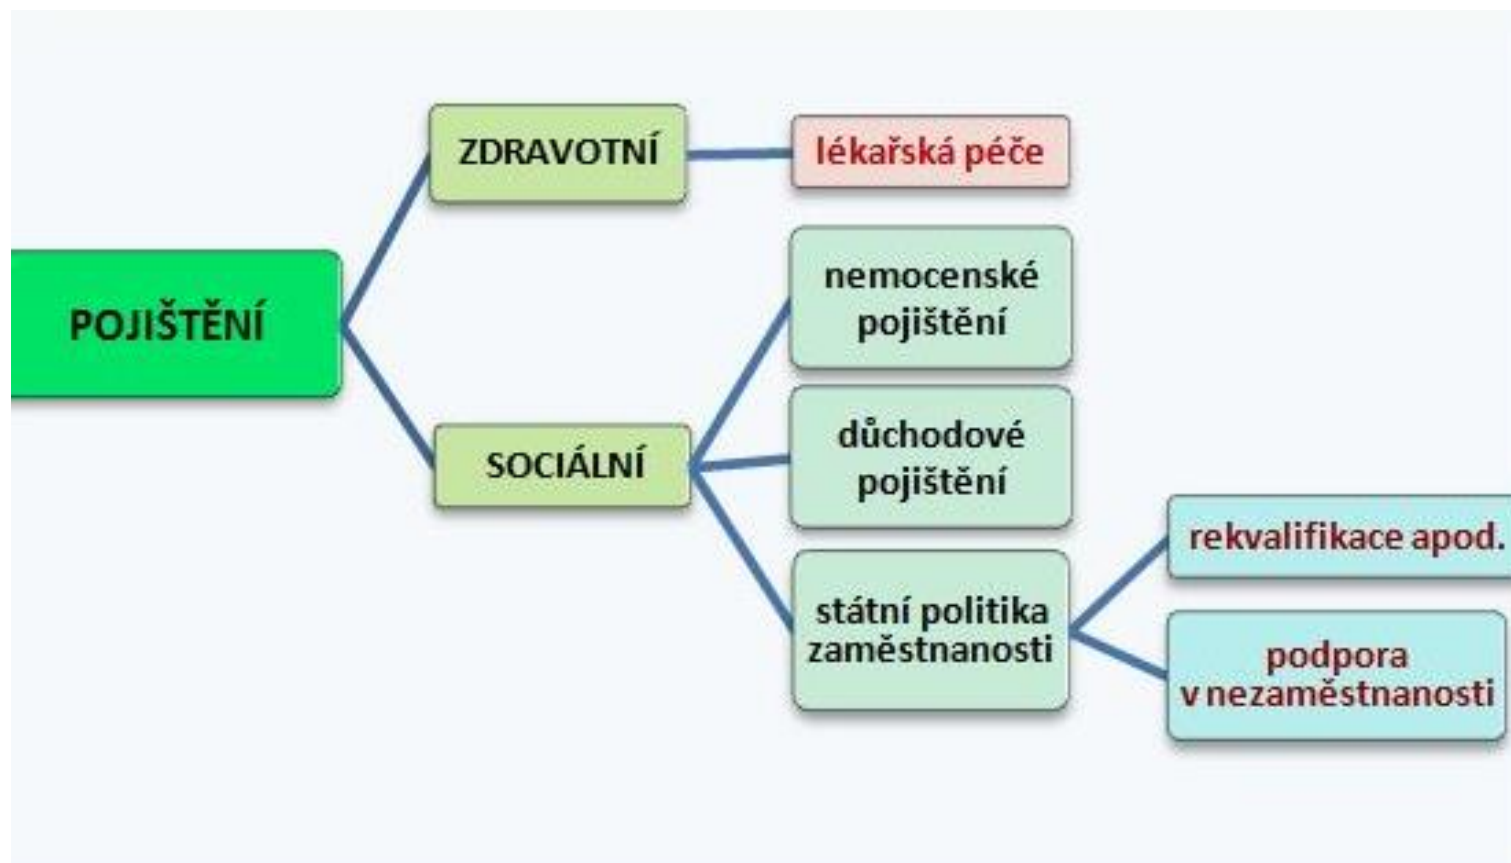 POJIŠTĚNÍ
ZDRAVOTNÍ
lékařská péče
SOCIÁLNÍ
nemocenské
pojištění
důchodové
pojištění
státní politika
zaměstnanosti
rekvalifikace apod.
podpora
v nezaměstnanosti